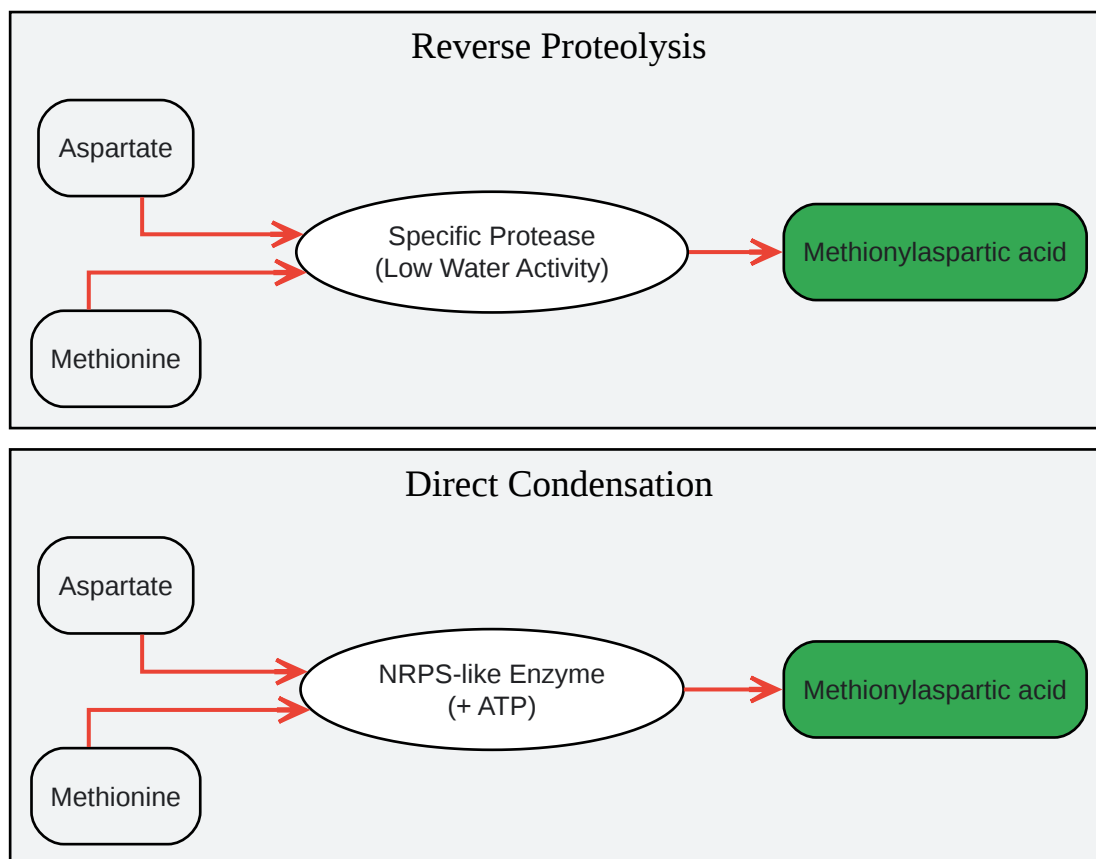 Reverse Proteolysis
Aspartate
Specific Protease
(Low Water Activity)
Methionylaspartic acid
Methionine
Direct Condensation
Aspartate
NRPS-like Enzyme
(+ ATP)
Methionylaspartic acid
Methionine